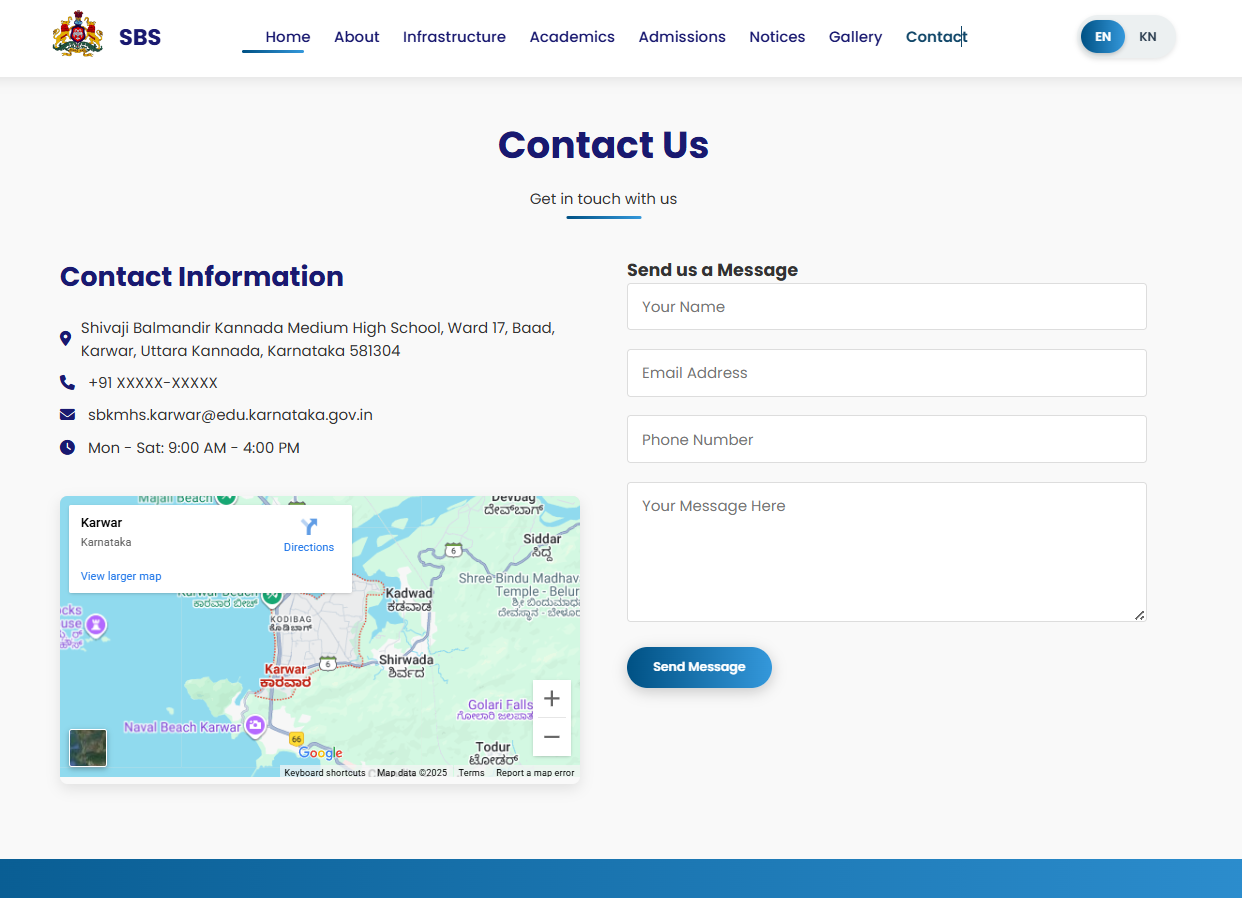 SBS
Home About Infrastructure Academics Admissions Notices Gallery Contact
EN KN
Contact Us
Get in touch with us
Contact Information
Shivaji Balmandir Kannada Medium High School, Ward 17, Baad,
Karwar, Uttara Kannada, Karnataka 581304
+91 XXXXX-XXXXX
sbkmhs.karwar@edu.karnataka.gov.in
Mon - Sat: 9:00 AM - 4:00 PM
Majali Beach
Karwar
Karnataka
Directions
View larger map
Devbag
ದೇವ್‌ಬಾಗ್
Siddar
ಸಿದ್ದರ
6
Shree Bindu Madhav
Temple - Belur
ಶ್ರೀ ಬಿಂದುಮಾಧ
ದೇವಸ್ಥಾನ - ಬೇಳೂರ
Karwar Beach
ಕಾರವಾರ ಬೀಚ್
Kadwad
ಕಡವಾಡ
KODIBAG
ಕೊಡಿಬಾಗ್
Shirwada
ಶಿರ್ವದ
6
Karwar
ಕಾರವಾರ
Golari Falls
ಗೋಲಾರಿ ಜಲಪಾತ
Naval Beach Karwar
66
Todur
ಟೋಡರ್
Google
Keyboard shortcuts Map data ©2025 Terms Report a map error
Send us a Message
Your Name
Email Address
Phone Number
Your Message Here
Send Message